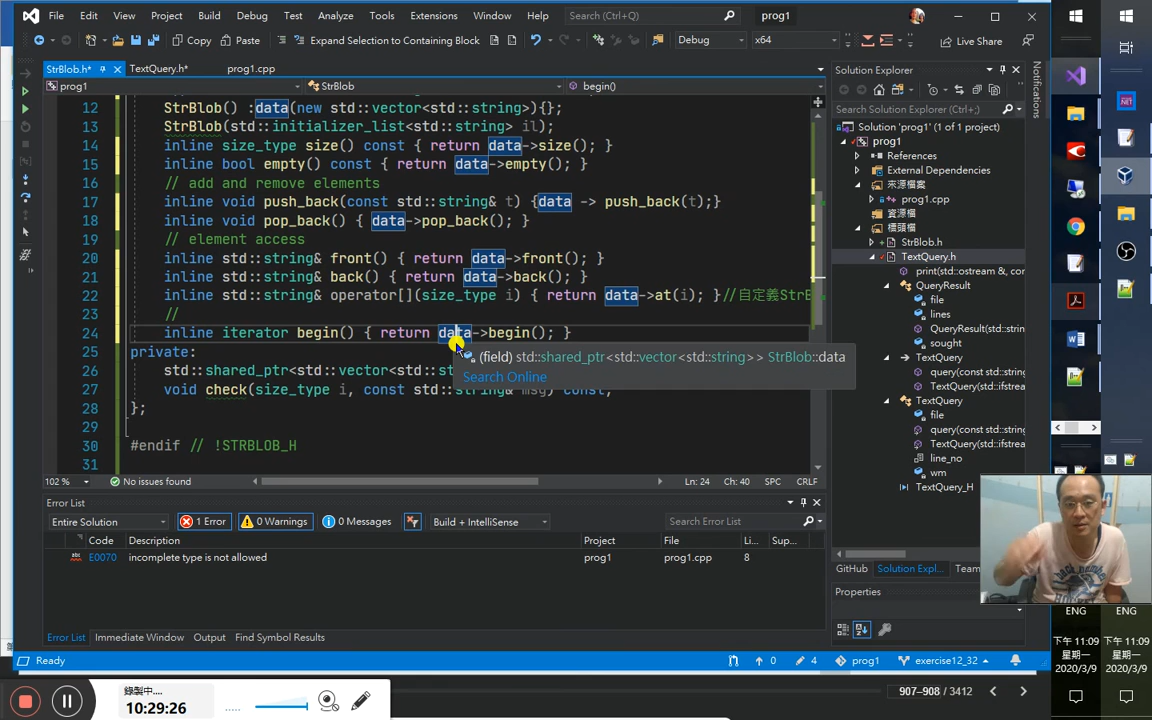 File Edit View Project Build Debug Test Analyze Tools Extensions Window Help Search (Ctrl+Q) prog1
Copy Paste Expand Selection to Containing Block Debug x64 Live Share
StrBlob.h* TextQuery.h* prog1.cpp
prog1 StrBlob begin()
12 StrBlob() :data(new std::vector<std::string>){};
13 StrBlob(std::initializer_list<std::string> il);
14 inline size_type size() const { return data->size(); }
15 inline bool empty() const { return data->empty(); }
16 // add and remove elements
17 inline void push_back(const std::string& t) {data -> push_back(t);}
18 inline void pop_back() { data->pop_back(); }
19 // element access
20 inline std::string& front() { return data->front(); }
21 inline std::string& back() { return data->back(); }
22 inline std::string& operator[](size_type i) { return data->at(i); }//自定義StrB
23 //
24 inline iterator begin() { return data->begin(); }
(field) std::shared_ptr<std::vector<std::string>> StrBlob::data
Search Online
25 private:
26 std::shared_ptr<std::vector<std::st
27 void check(size_type i, const std::string& msg) const;
28 };
29
30 #endif // !STRBLOB_H
31
102 % No issues found Ln: 24 Ch: 40 SPC CRLF
Error List
Entire Solution 1 Error 0 Warnings 0 Messages Build + IntelliSense Search Error List
Code Description Project File Li... Sup...
abc E0070 incomplete type is not allowed prog1 prog1.cpp 8
Error List Immediate Window Output Find Symbol Results
Ready 0 4 prog1 exercise12_32
Solution Explorer
Search Solution Explorer (Ctrl+;)
Solution 'prog1' (1 of 1 project)
prog1
References
External Dependencies
來源檔案
prog1.cpp
資源檔
標頭檔
StrBlob.h
TextQuery.h
print(std::ostream &, con
QueryResult
file
lines
QueryResult(std::string
sought
TextQuery
query(const std::string
TextQuery(std::ifstream
TextQuery
file
query(const std::string
TextQuery(std::ifstream
line_no
wm
TextQuery_H
GitHub Solution Expl... Team
Properties
Notifications
.NET
ENG ENG
下午 11:09 下午 11:09
星期一 星期一
2020/3/9 2020/3/9
錄製中....
10:29:26
907–908 / 3412